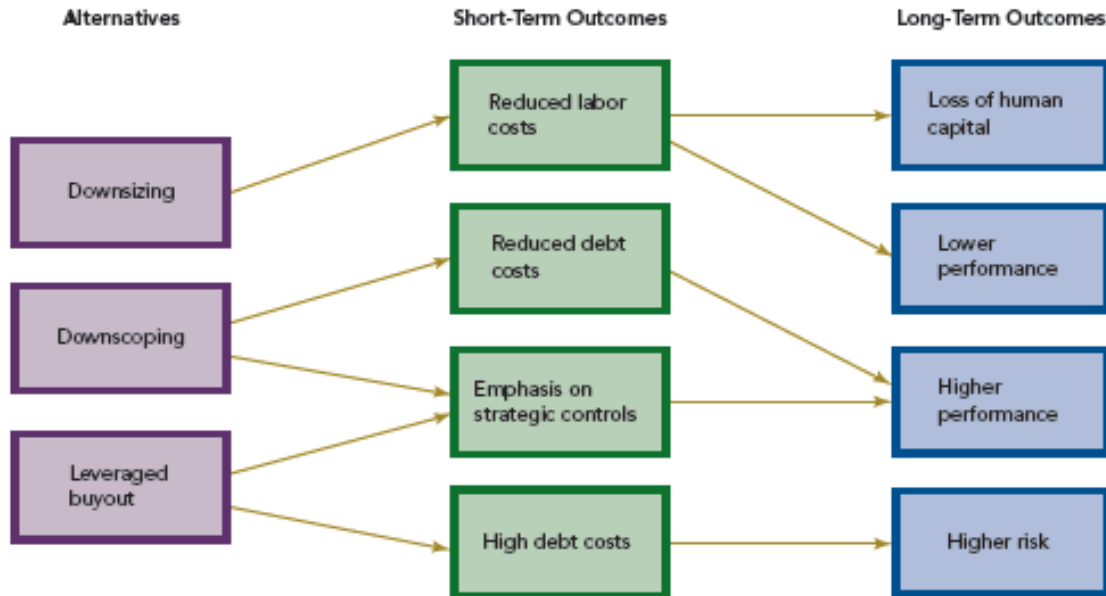 Alternatives
Short-Term Outcomes
Long-Term Outcomes
Downsizing
Downscoping
Leveraged
buyout
Reduced labor
costs
Reduced debt
costs
Emphasis on
strategic controls
High debt costs
Loss of human
capital
Lower
performance
Higher
performance
Higher risk